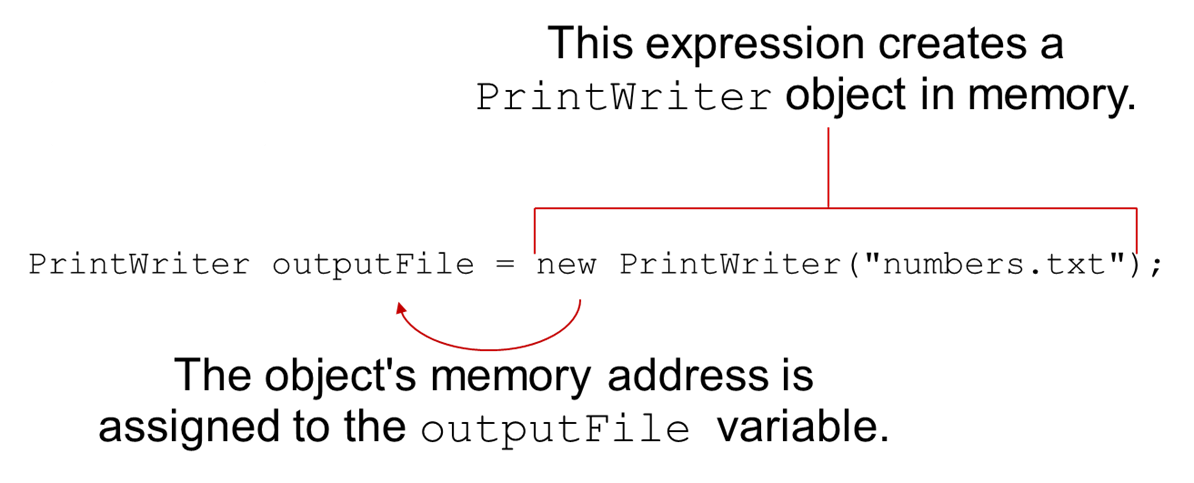 This expression creates a
PrintWriter object in memory.
PrintWriter outputFile = new PrintWriter("numbers.txt");
The object's memory address is
assigned to the outputFile variable.